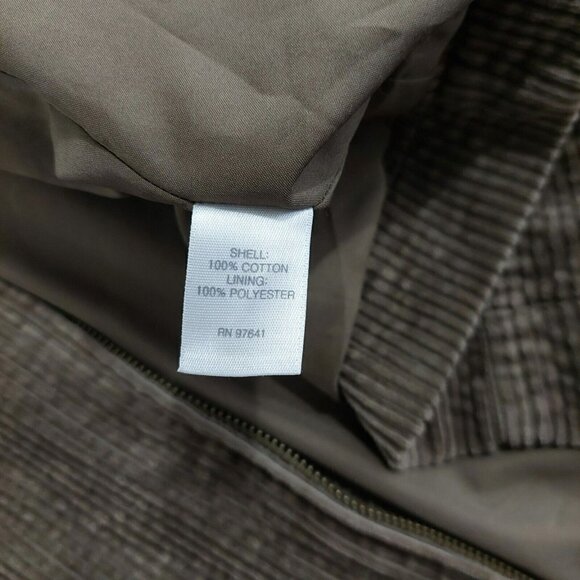 SHELL:
100% COTTON
LINING:
100% POLYESTER
RN 97641